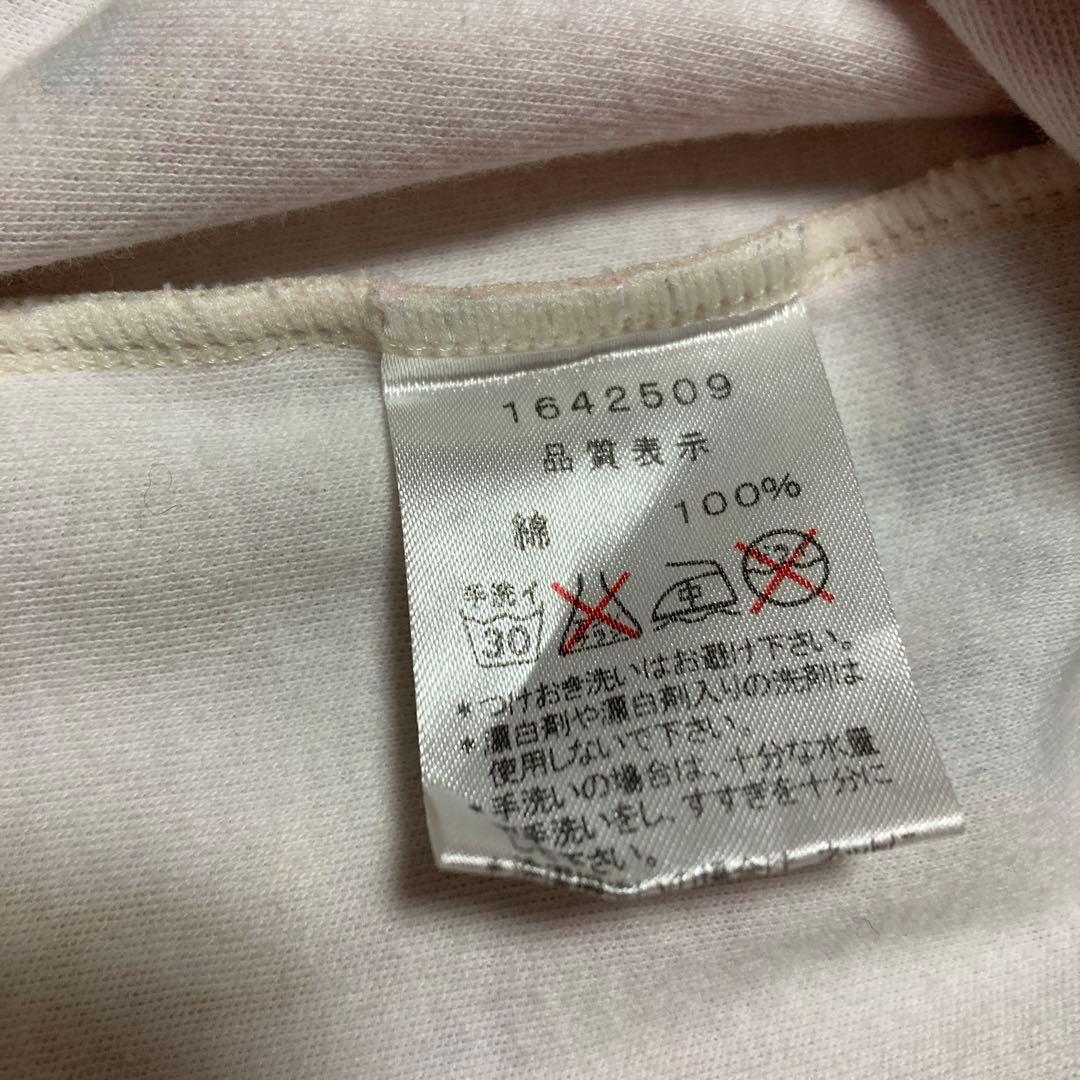 1642509
品質表示
綿 100%
手洗イ
30
中
*つけおき洗いはお避け下さい。
*漂白剤や漂白剤入りの洗剤は
使用しないで下さい。
*手洗いの場合は、十分な水量
手洗いをし、すすぎを十分に
下さい。